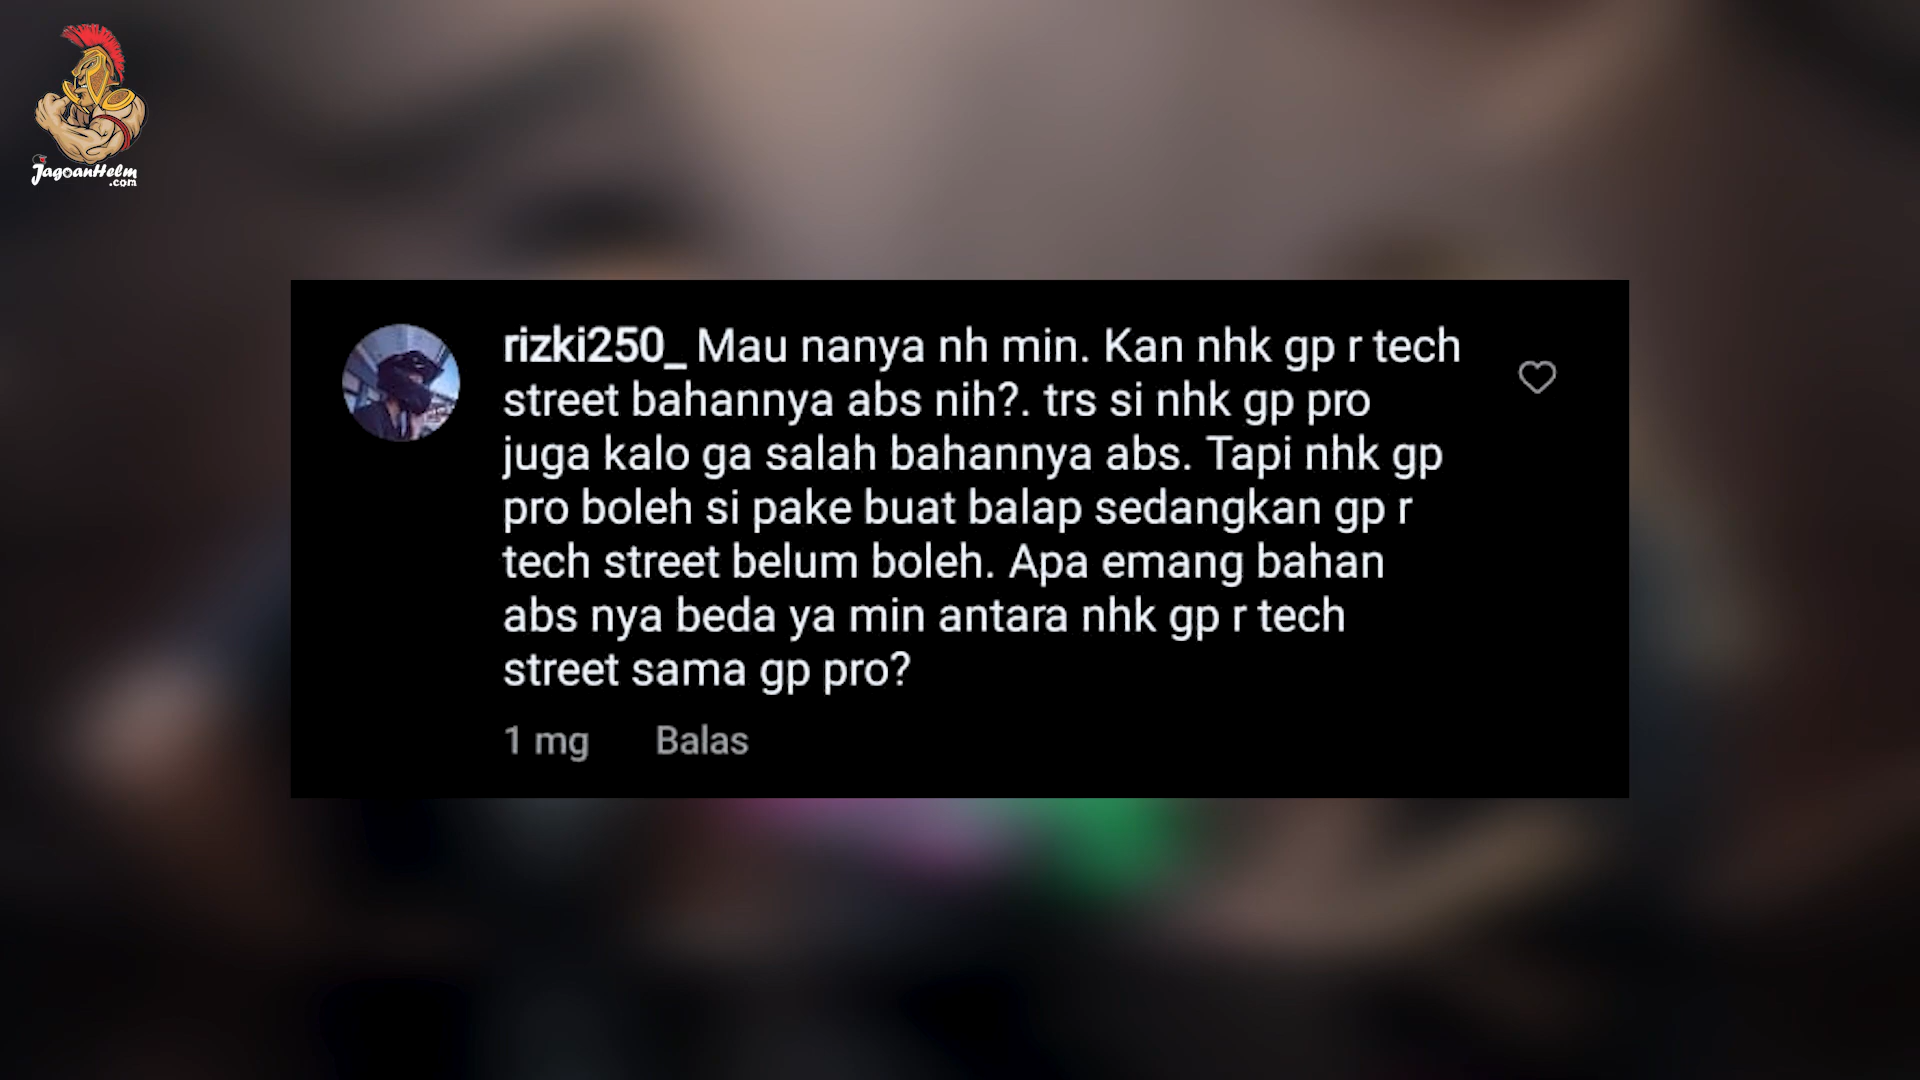 JagoanHelm
.com
rizki250_ Mau nanya nh min. Kan nhk gp r tech
street bahannya abs nih?. trs si nhk gp pro
juga kalo ga salah bahannya abs. Tapi nhk gp
pro boleh si pake buat balap sedangkan gp r
tech street belum boleh. Apa emang bahan
abs nya beda ya min antara nhk gp r tech
street sama gp pro?
1 mg Balas